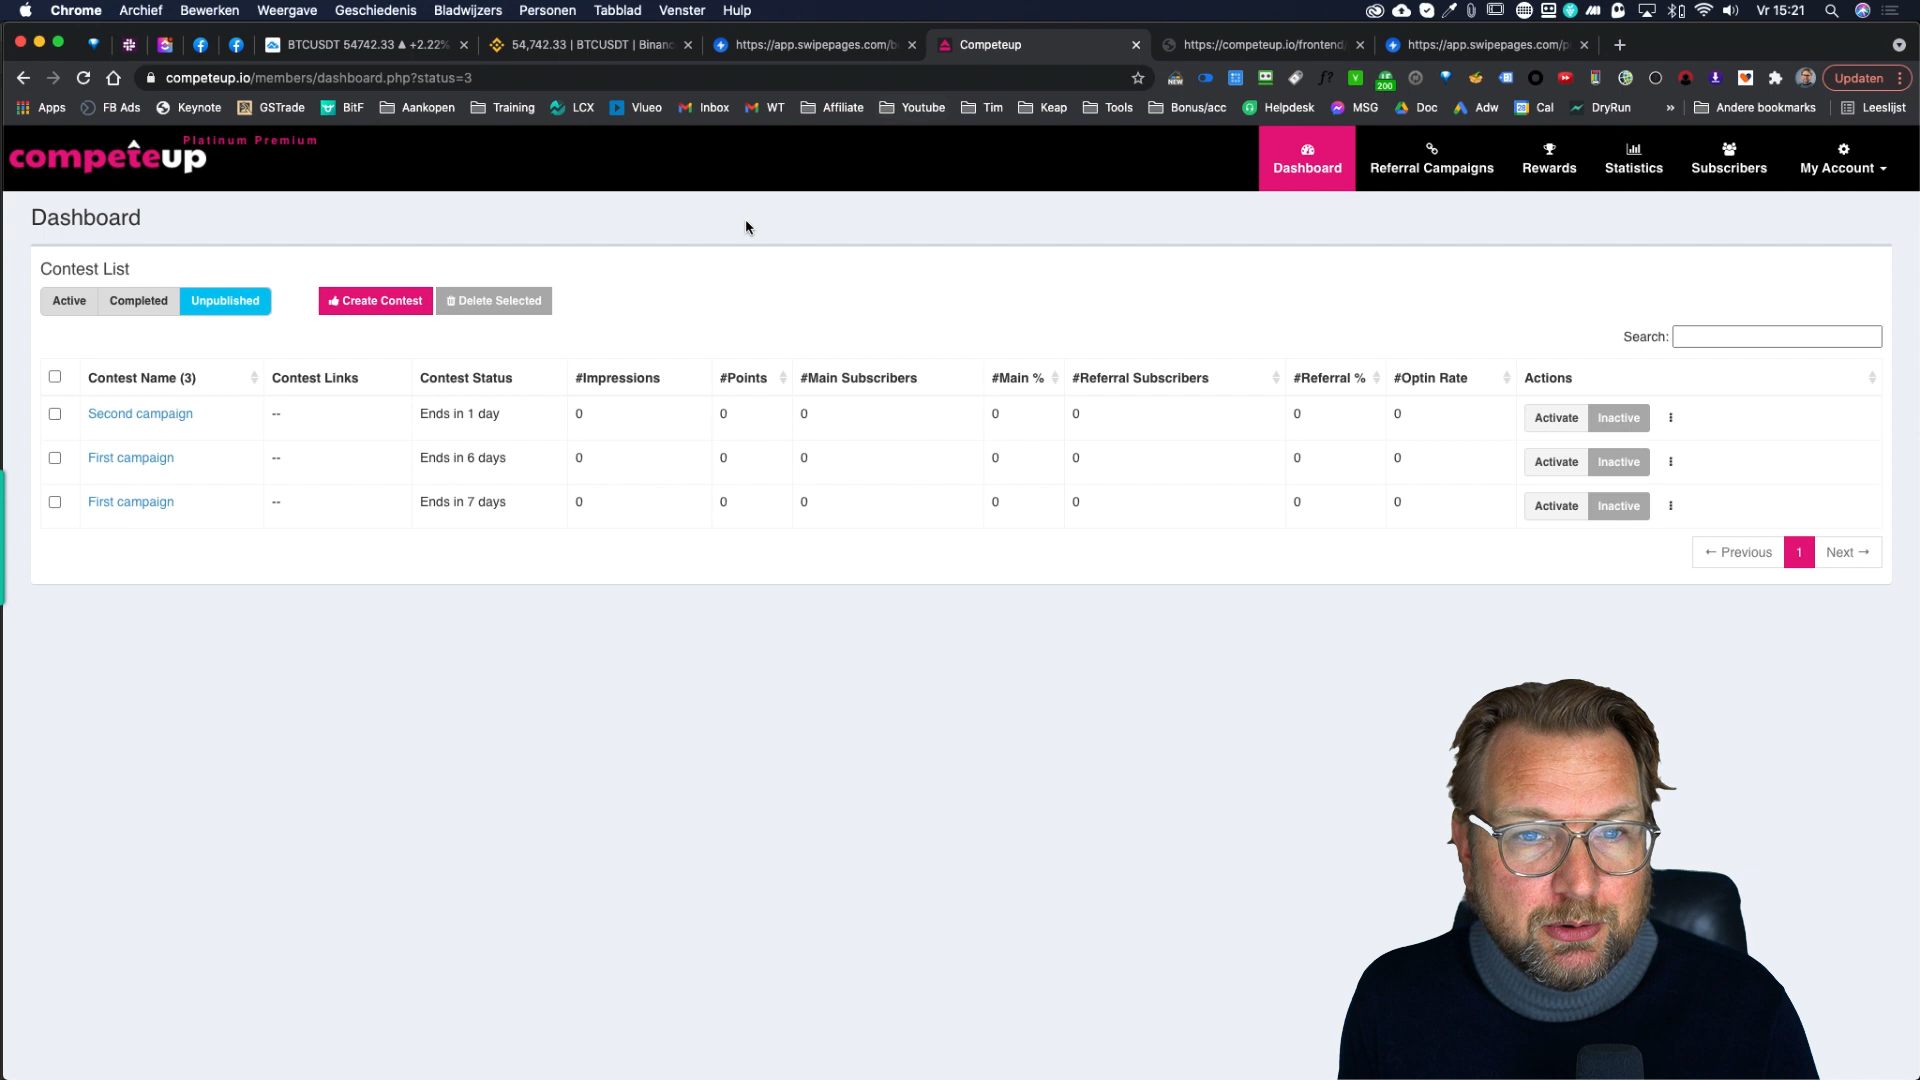 Chrome Archief Bewerken Weergave Geschiedenis Bladwijzers Personen Tabblad Venster Hulp Vr 15:21
BTCUSDT 54742.33 ▲ +2.22% 54,742.33 | BTCUSDT | Binan https://app.swipepages.com/b Competeup https://competeup.io/frontend https://app.swipepages.com/p
competeup.io/members/dashboard.php?status=3 NEW 200 Updaten
Apps FB Ads Keynote GSTrade BitF Aankopen Training LCX Vlueo Inbox WT Affiliate Youtube Tim Keap Tools Bonus/acc Helpdesk MSG Doc Adw Cal DryRun » Andere bookmarks Leeslijst
Platinum Premium
competeup
Dashboard Referral Campaigns Rewards Statistics Subscribers My Account
Dashboard
Contest List
Active Completed Unpublished Create Contest Delete Selected
Search:
Contest Name (3) Contest Links Contest Status #Impressions #Points #Main Subscribers #Main % #Referral Subscribers #Referral % #Optin Rate Actions
Second campaign -- Ends in 1 day 0 0 0 0 0 0 0 Activate Inactive
First campaign -- Ends in 6 days 0 0 0 0 0 0 0 Activate Inactive
First campaign -- Ends in 7 days 0 0 0 0 0 0 0 Activate Inactive
← Previous 1 Next →